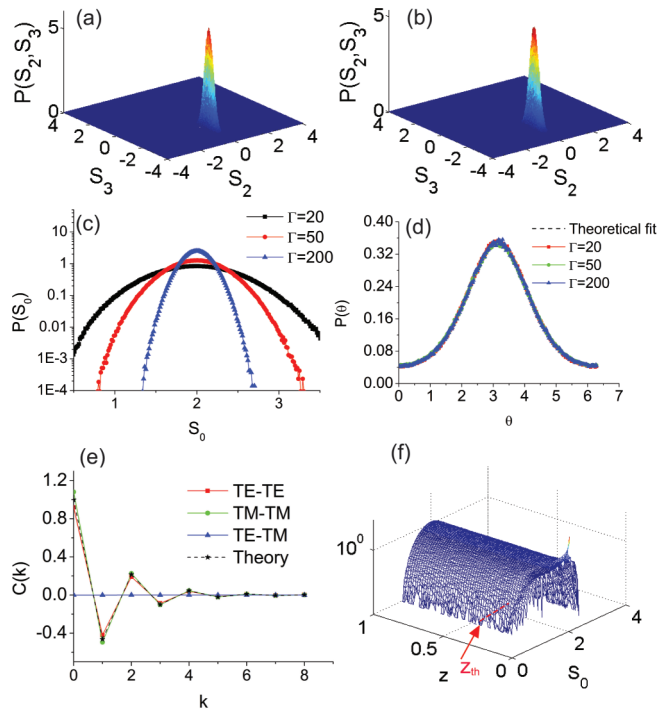 (a)
(b)
P(S2, S3)
5
0
4
2
0
-2
-4
S3
-4
-2
0
2
4
S2
P(S2, S3)
5
0
4
2
0
-2
-4
S3
-4
-2
0
2
4
S2
(c)
Γ=20
Γ=50
Γ=200
P(S0)
10
1
0.1
0.01
1E-3
1E-4
1
2
3
S0
(d)
Theoretical fit
Γ=20
Γ=50
Γ=200
P(θ)
0.40
0.32
0.24
0.16
0.08
0.00
0 1 2 3 4 5 6 7
θ
(e)
TE-TE
TM-TM
TE-TM
Theory
C(k)
1.2
0.8
0.4
0.0
-0.4
0 2 4 6 8
k
(f)
10^0
1
0.5
0
z
zth
0
2
4
S0